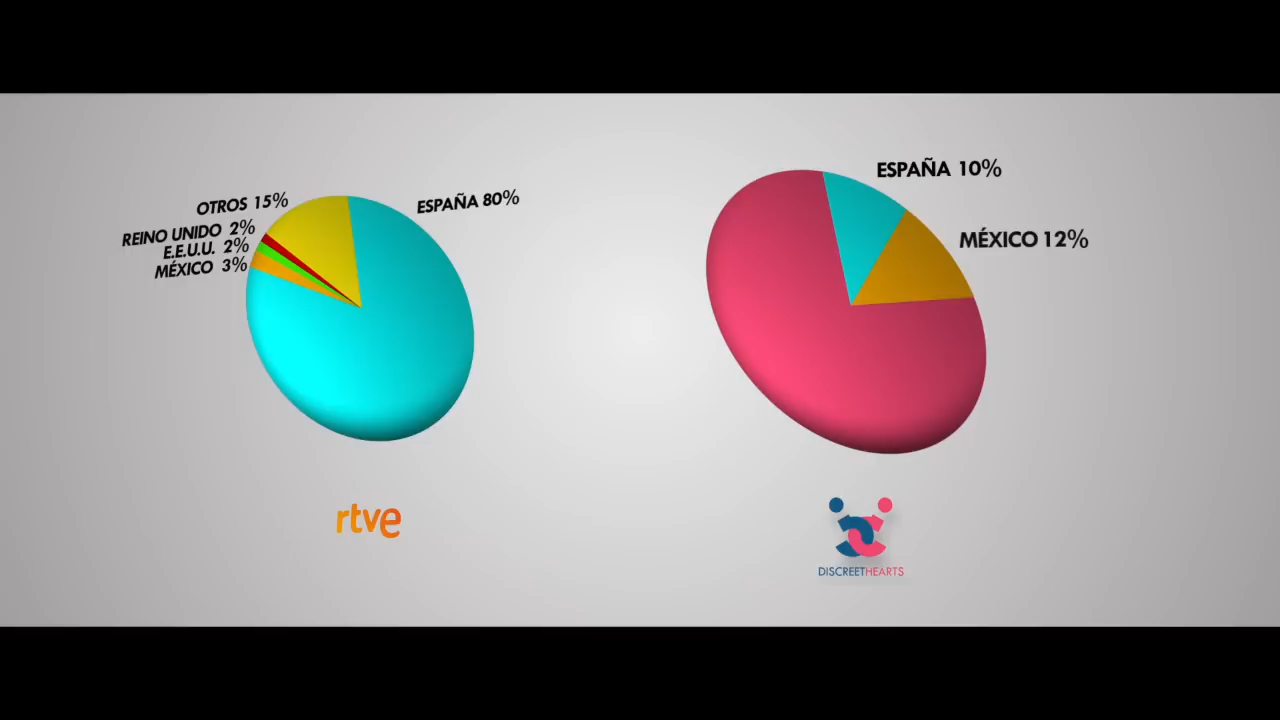 OTROS 15%
REINO UNIDO 2%
E.E.U.U. 2%
MÉXICO 3%
ESPAÑA 80%
rtve
ESPAÑA 10%
MÉXICO 12%
DISCREETHEARTS